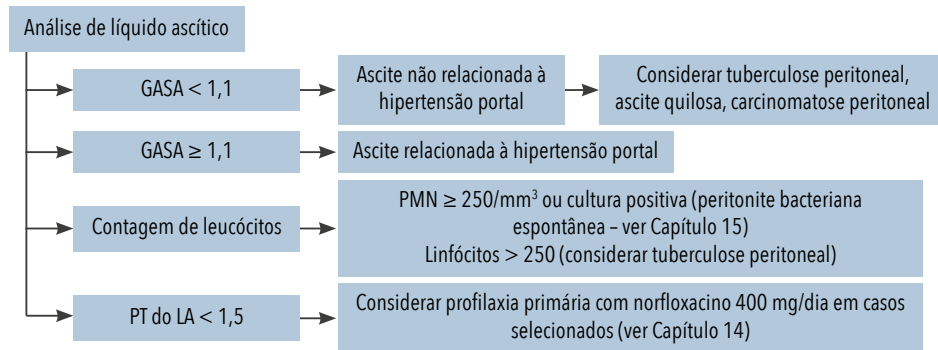 Análise de líquido ascítico
GASA < 1,1
Ascite não relacionada à
hipertensão portal
Considerar tuberculose peritoneal,
ascite quilosa, carcinomatose peritoneal
GASA ≥ 1,1
Ascite relacionada à hipertensão portal
Contagem de leucócitos
PMN ≥ 250/mm³ ou cultura positiva (peritonite bacteriana
espontânea – ver Capítulo 15)
Linfócitos > 250 (considerar tuberculose peritoneal)
PT do LA < 1,5
Considerar profilaxia primária com norfloxacino 400 mg/dia em casos
selecionados (ver Capítulo 14)